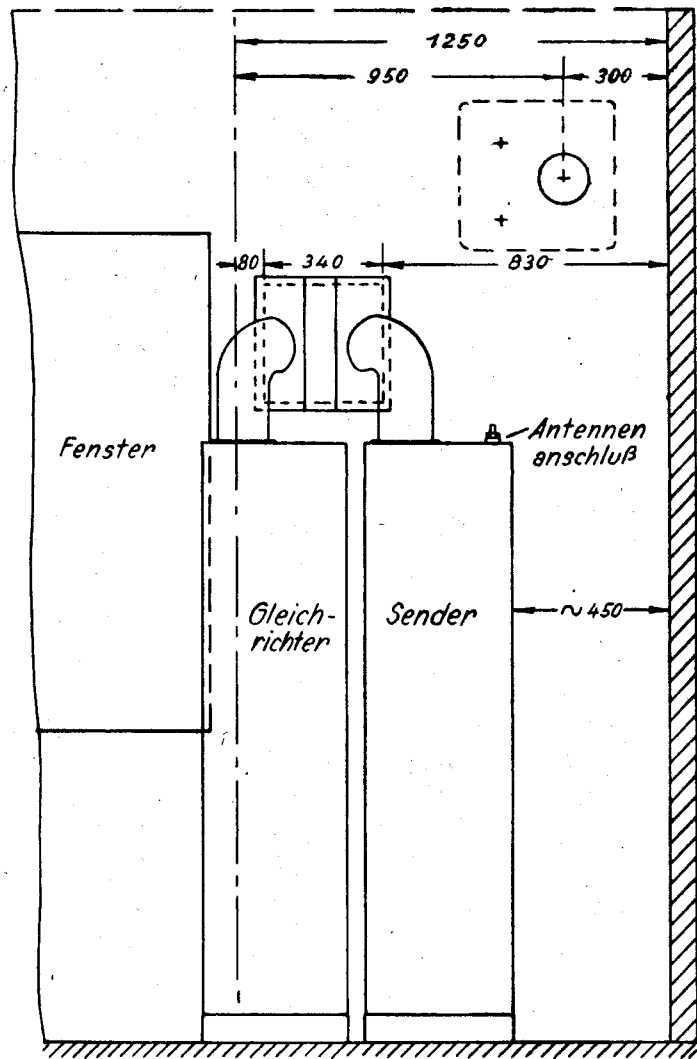 1250
950
300
80
340
830
Fenster
Antennen
anschluß
Gleich-
richter
Sender
~450